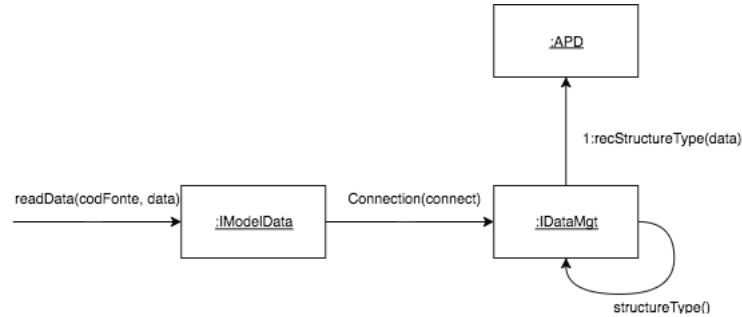 :APD
1:recStructureType(data)
readData(codFonte, data)
Connection(connect)
:IModelData
:IDataMgt
structureType()